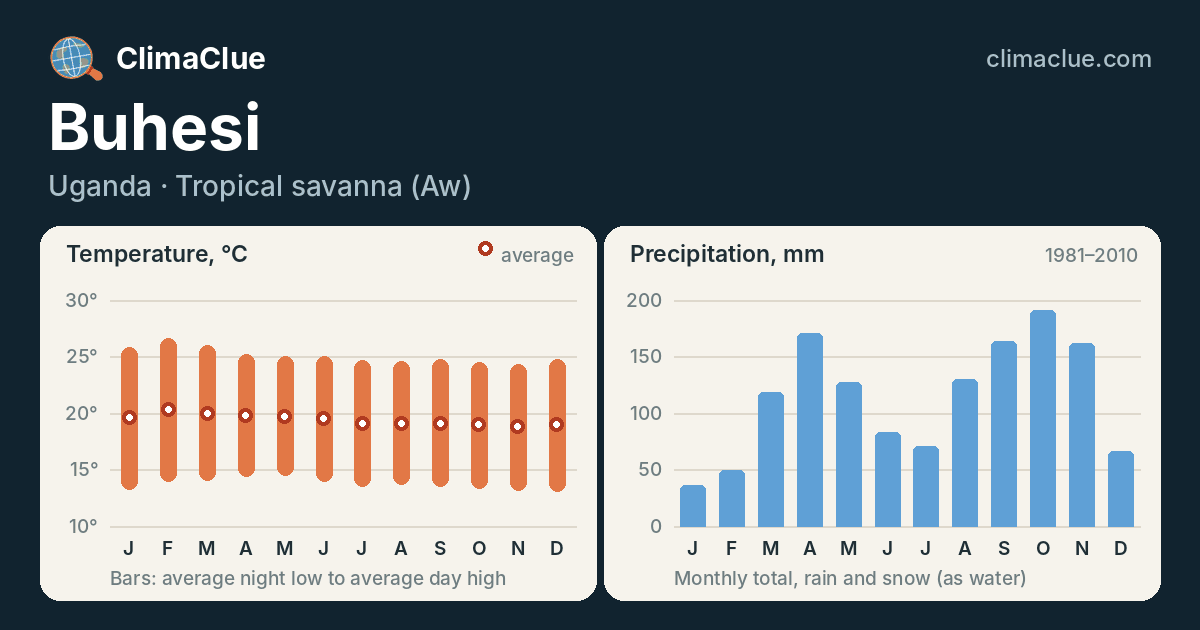 ClimaClue
climaclue.com
Buhesi
Uganda · Tropical savanna (Aw)
Temperature, °C
average
30°
25°
20°
15°
10°
J F M A M J J A S O N D
Bars: average night low to average day high
Precipitation, mm
1981–2010
200
150
100
50
0
J F M A M J J A S O N D
Monthly total, rain and snow (as water)